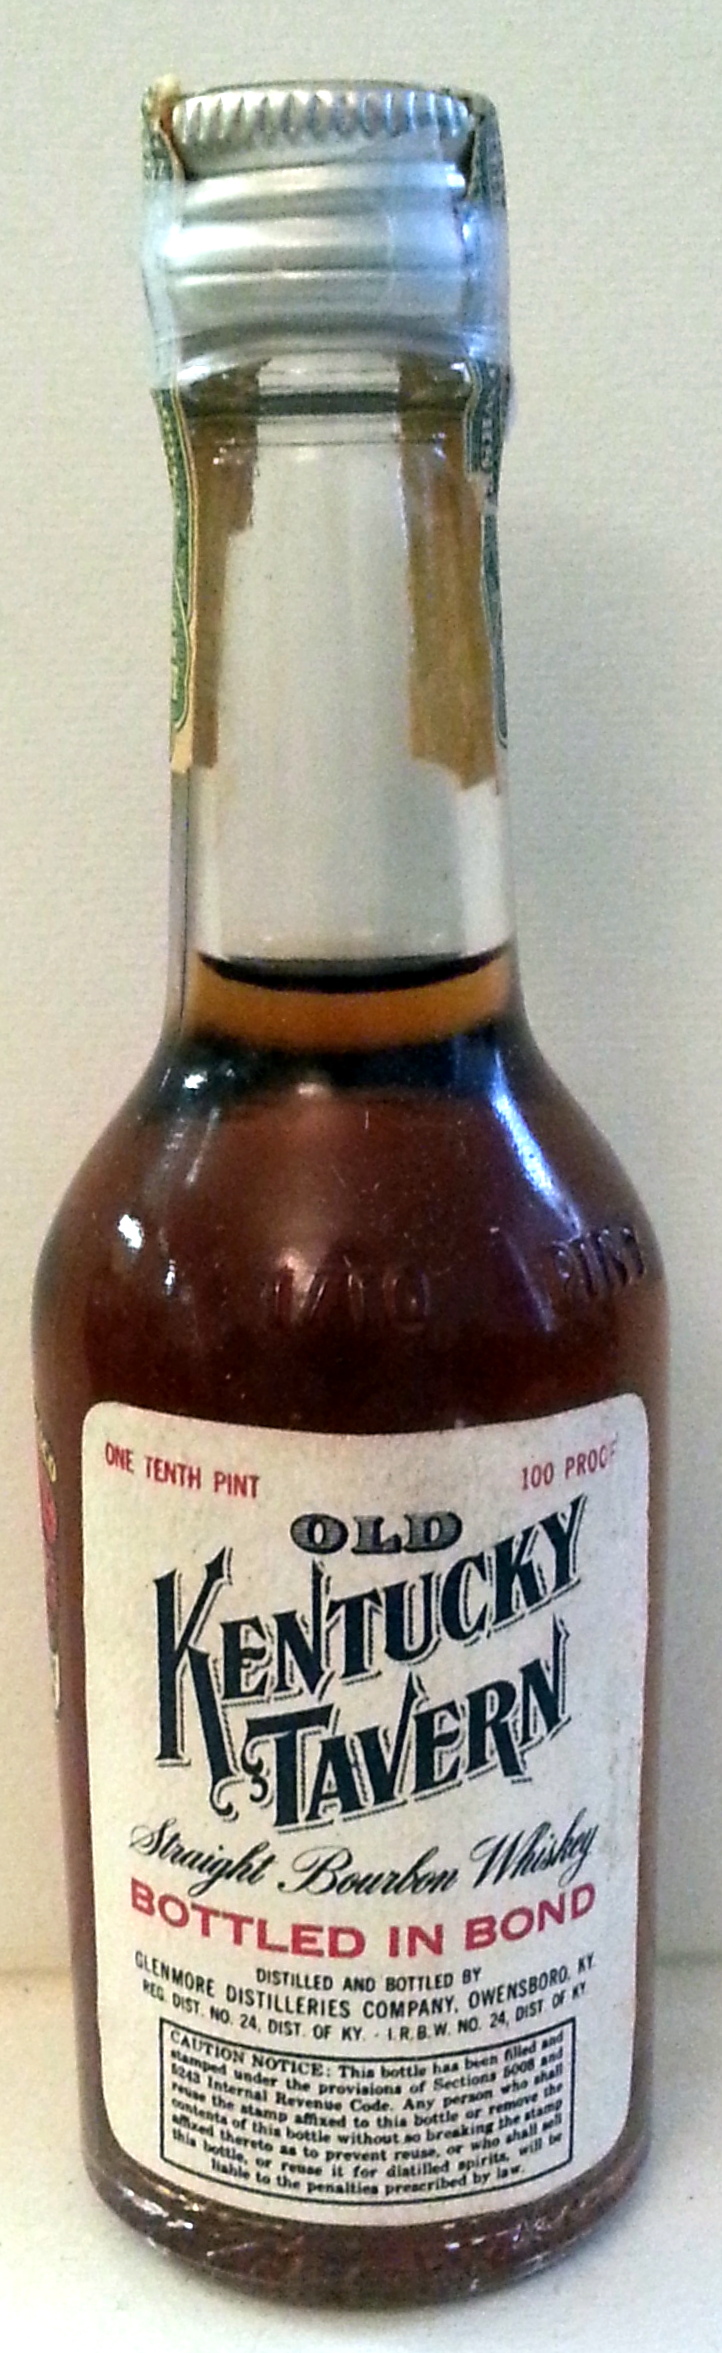 1/10 PINT
ONE TENTH PINT
100 PROOF
OLD
KENTUCKY
TAVERN
Straight Bourbon Whiskey
BOTTLED IN BOND
DISTILLED AND BOTTLED BY
GLENMORE DISTILLERIES COMPANY, OWENSBORO, KY.
REG. DIST. NO. 24, DIST. OF KY. - I.R.B.W. NO. 24, DIST OF KY.
CAUTION NOTICE: This bottle has been filled and
stamped under the provisions of Sections 5008 and
5243 Internal Revenue Code. Any person who shall
reuse the stamp affixed to this bottle or remove the
contents of this bottle without so breaking the stamp
affixed thereto as to prevent reuse, or who shall sell
this bottle, or reuse it for distilled spirits, will be
liable to the penalties prescribed by law.